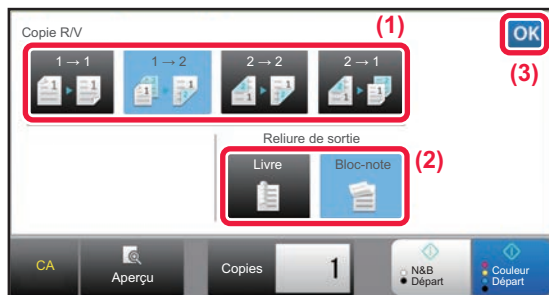 Copie R/V
(1)
OK
1 → 1
1 → 2
2 → 2
2 → 1
(3)
Reliure de sortie
Livre
Bloc-note
(2)
CA
Aperçu
Copies
1
N&B
Départ
Couleur
Départ